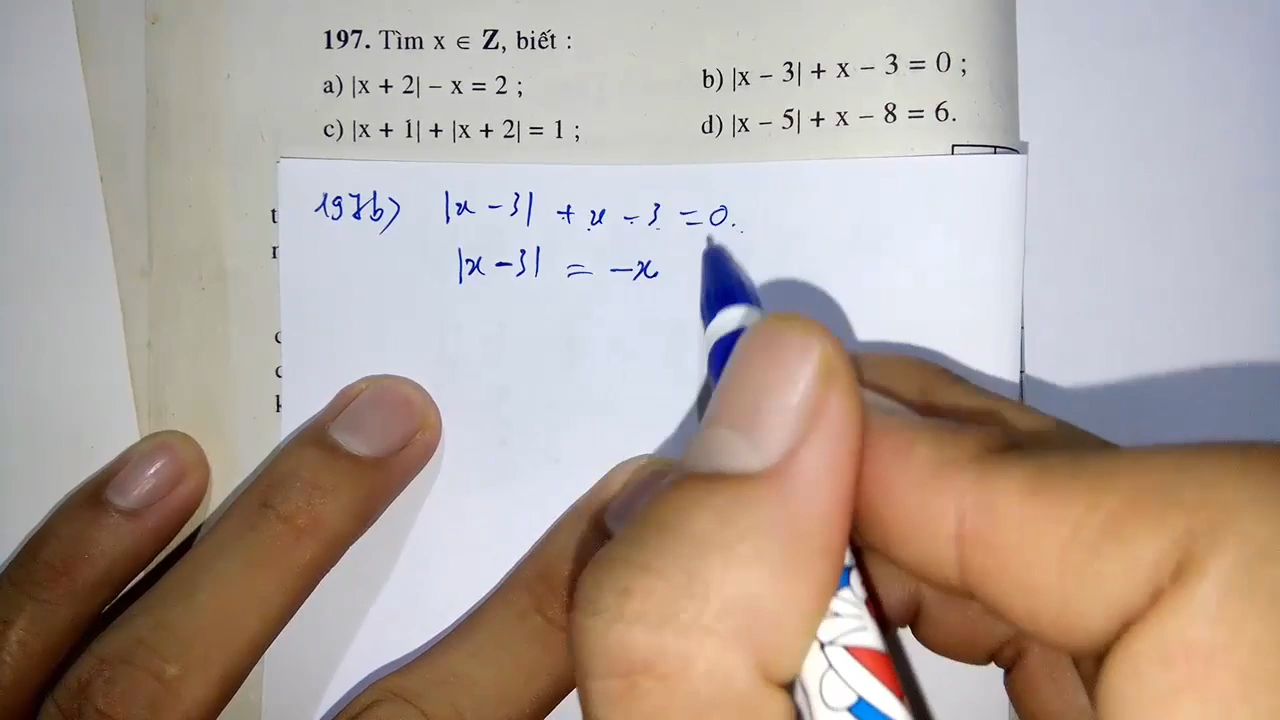 197. Tìm x ∈ Z, biết :
a) |x + 2| – x = 2 ;
b) |x – 3| + x – 3 = 0 ;
c) |x + 1| + |x + 2| = 1 ;
d) |x – 5| + x – 8 = 6.
197b) |x - 3| + x - 3 = 0.
|x - 3| = -x